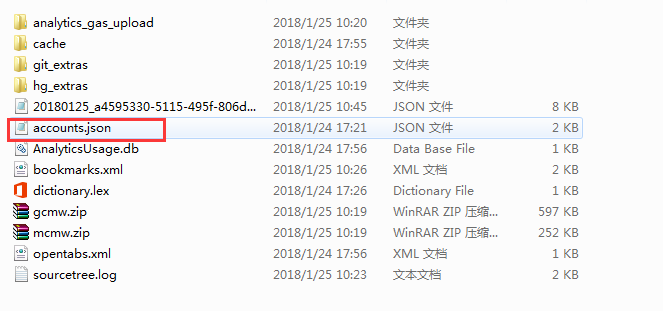 analytics_gas_upload 2018/1/25 10:20 文件夹
cache 2018/1/24 17:55 文件夹
git_extras 2018/1/25 10:19 文件夹
hg_extras 2018/1/25 10:19 文件夹
20180125_a4595330-5115-495f-806d... 2018/1/25 10:45 JSON 文件 8 KB
accounts.json 2018/1/24 17:21 JSON 文件 2 KB
AnalyticsUsage.db 2018/1/24 17:56 Data Base File 1 KB
bookmarks.xml 2018/1/24 17:26 XML 文档 2 KB
dictionary.lex 2018/1/24 17:26 Dictionary File 1 KB
gcmw.zip 2018/1/25 10:19 WinRAR ZIP 压缩... 597 KB
mcmw.zip 2018/1/25 10:19 WinRAR ZIP 压缩... 252 KB
opentabs.xml 2018/1/24 17:56 XML 文档 1 KB
sourcetree.log 2018/1/25 10:23 文本文档 2 KB